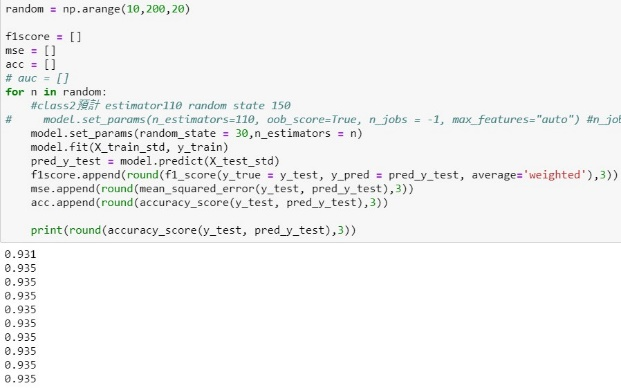 random = np.arange(10,200,20)
f1score = []
mse = []
acc = []
# auc = []
for n in random:
#class2預計 estimator110 random state 150
# model.set_params(n_estimators=110, oob_score=True, n_jobs = -1, max_features="auto") #n_jo
model.set_params(random_state = 30,n_estimators = n)
model.fit(X_train_std, y_train)
pred_y_test = model.predict(X_test_std)
f1score.append(round(f1_score(y_true = y_test, y_pred = pred_y_test, average='weighted'),3))
mse.append(round(mean_squared_error(y_test, pred_y_test),3))
acc.append(round(accuracy_score(y_test, pred_y_test),3))
print(round(accuracy_score(y_test, pred_y_test),3))
0.931
0.935
0.935
0.935
0.935
0.935
0.935
0.935
0.935
0.935